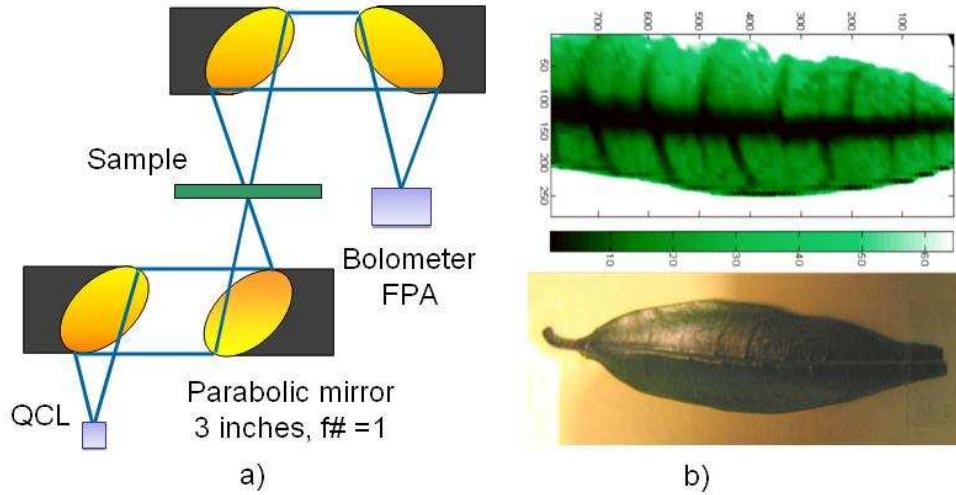 Sample
Bolometer
FPA
QCL
Parabolic mirror
3 inches, f# =1
a)
700 600 500 400 300 200 100
50
100
150
200
250
10 20 30 40 50 60
b)